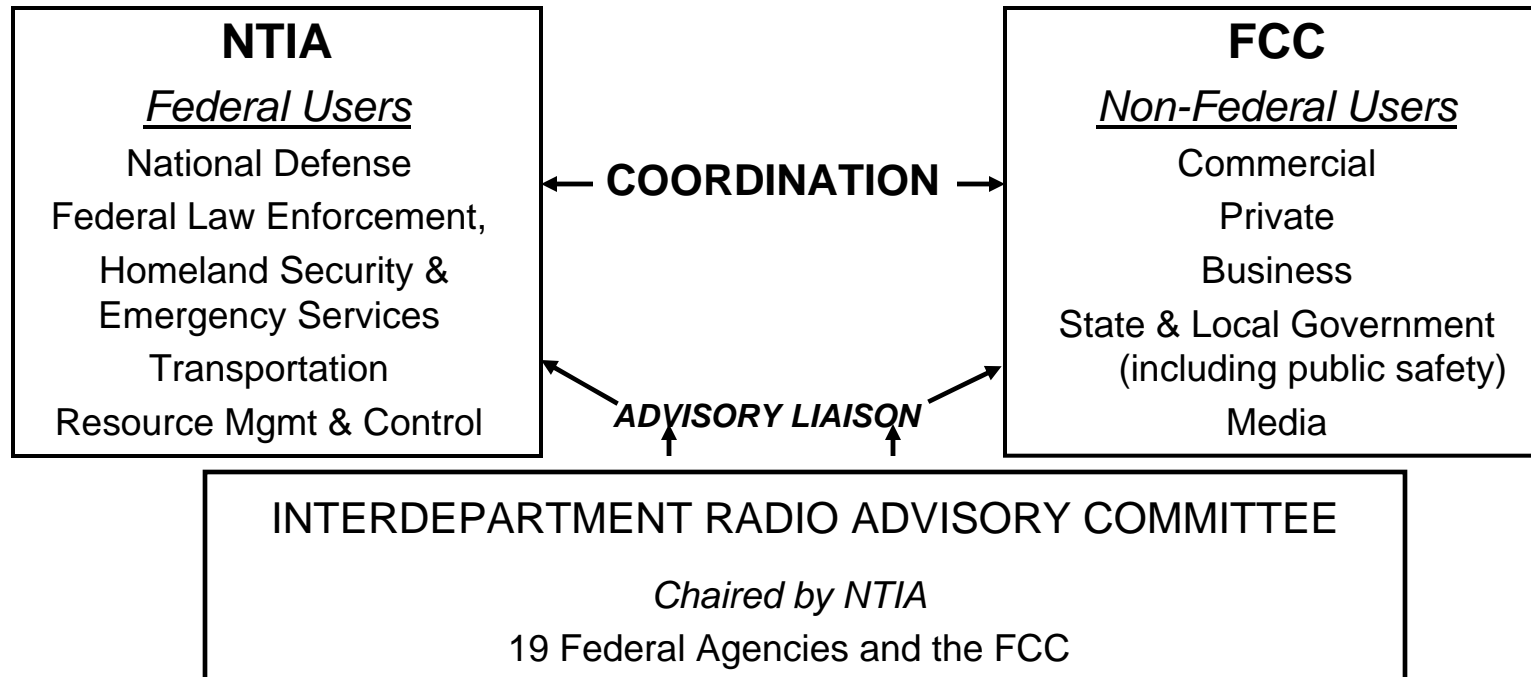 NTIA
Federal Users
National Defense
Federal Law Enforcement,
Homeland Security &
Emergency Services
Transportation
Resource Mgmt & Control
COORDINATION
ADVISORY LIAISON
FCC
Non-Federal Users
Commercial
Private
Business
State & Local Government
(including public safety)
Media
INTERDEPARTMENT RADIO ADVISORY COMMITTEE
Chaired by NTIA
19 Federal Agencies and the FCC